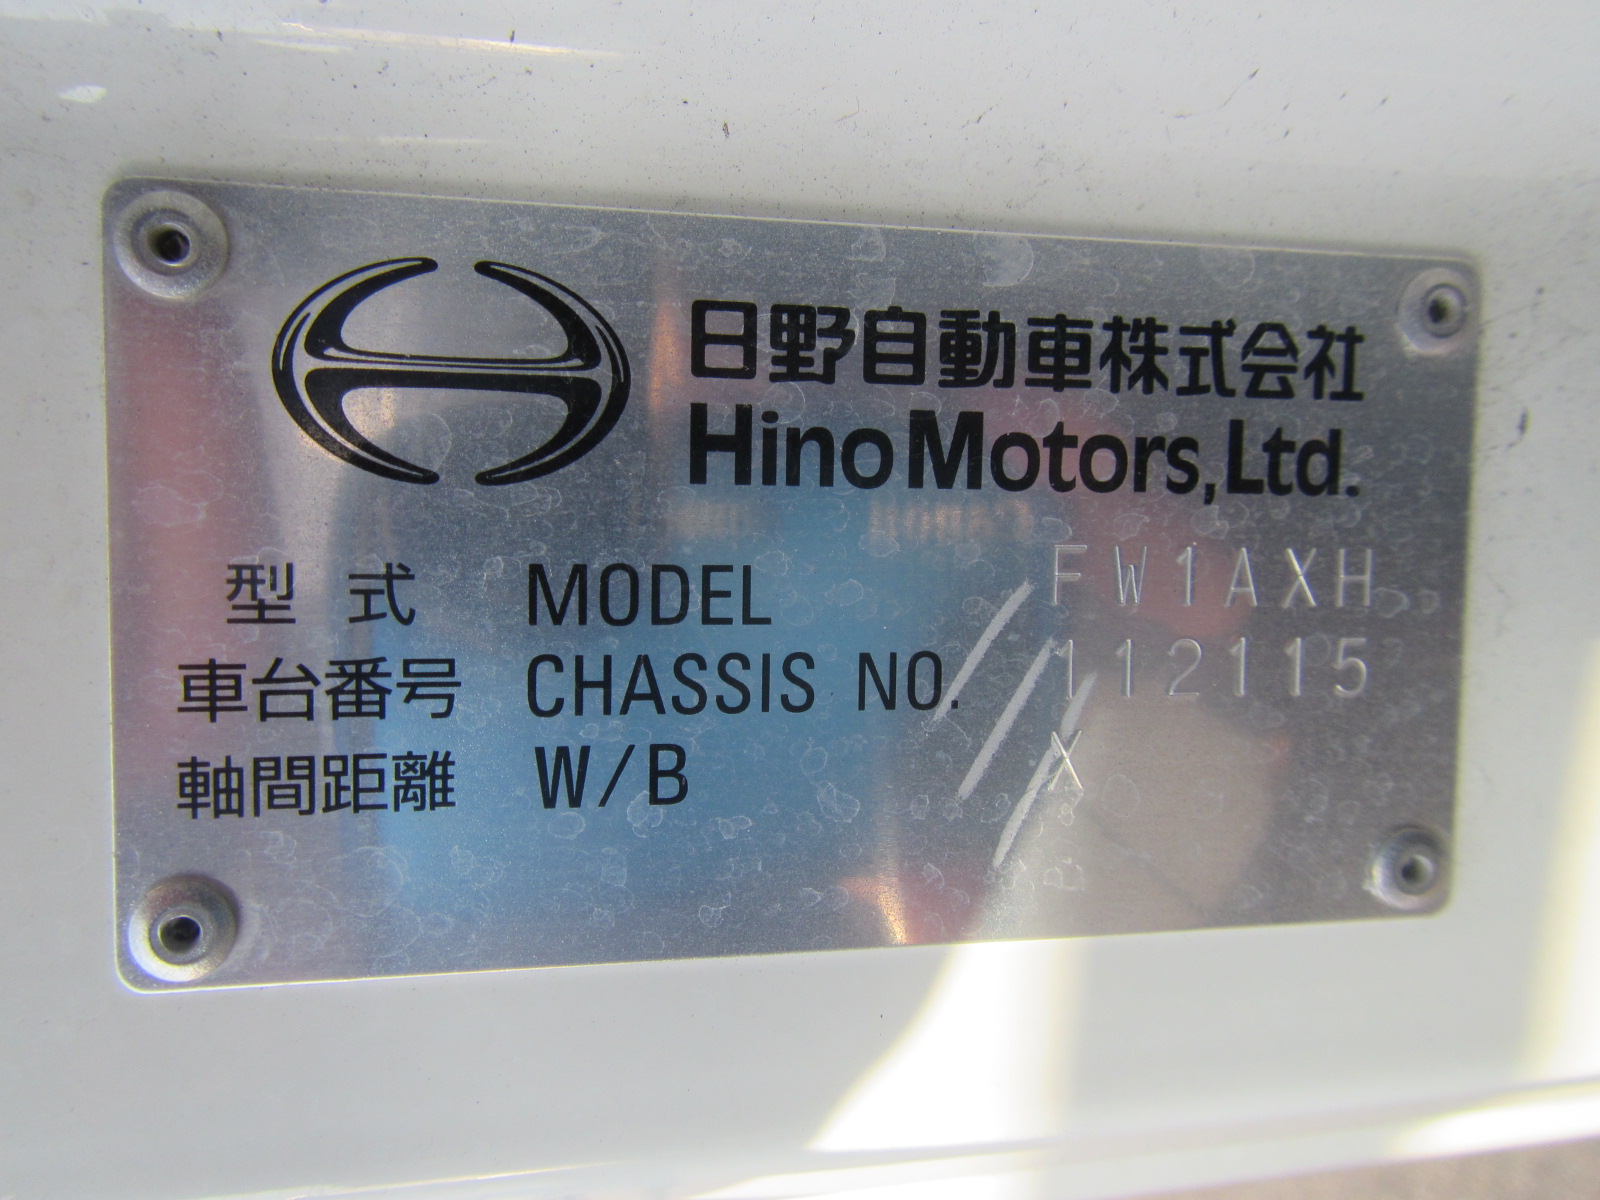 日野自動車株式会社
Hino Motors,Ltd.
型 式 MODEL FW1AXH
車台番号 CHASSIS NO. 112115
軸間距離 W/B X